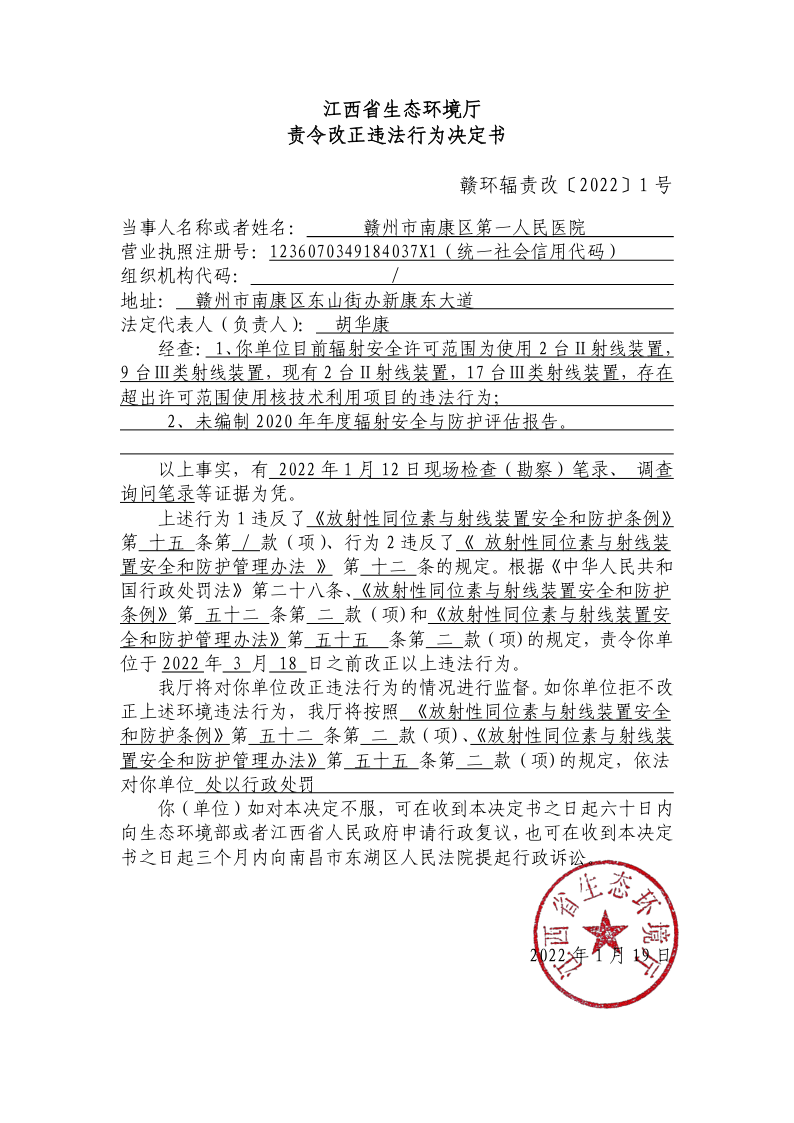 江西省生态环境厅
责令改正违法行为决定书
赣环辐责改〔2022〕1 号
当事人名称或者姓名： 赣州市南康区第一人民医院
营业执照注册号：1236070349184037X1（统一社会信用代码）
组织机构代码： /
地址： 赣州市南康区东山街办新康东大道
法定代表人（负责人）： 胡华康
经查：1、你单位目前辐射安全许可范围为使用 2 台Ⅱ射线装置，
9 台Ⅲ类射线装置，现有 2 台Ⅱ射线装置，17 台Ⅲ类射线装置，存在
超出许可范围使用核技术利用项目的违法行为；
2、未编制 2020 年年度辐射安全与防护评估报告。
以上事实，有 2022 年 1 月 12 日现场检查（勘察）笔录、 调查
询问笔录等证据为凭。
上述行为 1 违反了《放射性同位素与射线装置安全和防护条例》
第 十五 条第 / 款（项）、行为 2 违反了《 放射性同位素与射线装
置安全和防护管理办法 》 第 十二 条的规定。根据《中华人民共和
国行政处罚法》第二十八条、《放射性同位素与射线装置安全和防护
条例》第 五十二 条第 二 款（项)和《放射性同位素与射线装置安
全和防护管理办法》第 五十五 条第 二 款（项)的规定，责令你单
位于 2022 年 3 月 18 日之前改正以上违法行为。
我厅将对你单位改正违法行为的情况进行监督。如你单位拒不改
正上述环境违法行为，我厅将按照 《放射性同位素与射线装置安全
和防护条例》第 五十二 条第 二 款（项）、《放射性同位素与射线装
置安全和防护管理办法》第 五十五 条第 二 款（项)的规定，依法
对你单位 处以行政处罚
你（单位）如对本决定不服，可在收到本决定书之日起六十日内
向生态环境部或者江西省人民政府申请行政复议，也可在收到本决定
书之日起三个月内向南昌市东湖区人民法院提起行政诉讼。
江西省生态环境厅
2022 年 1 月 19 日